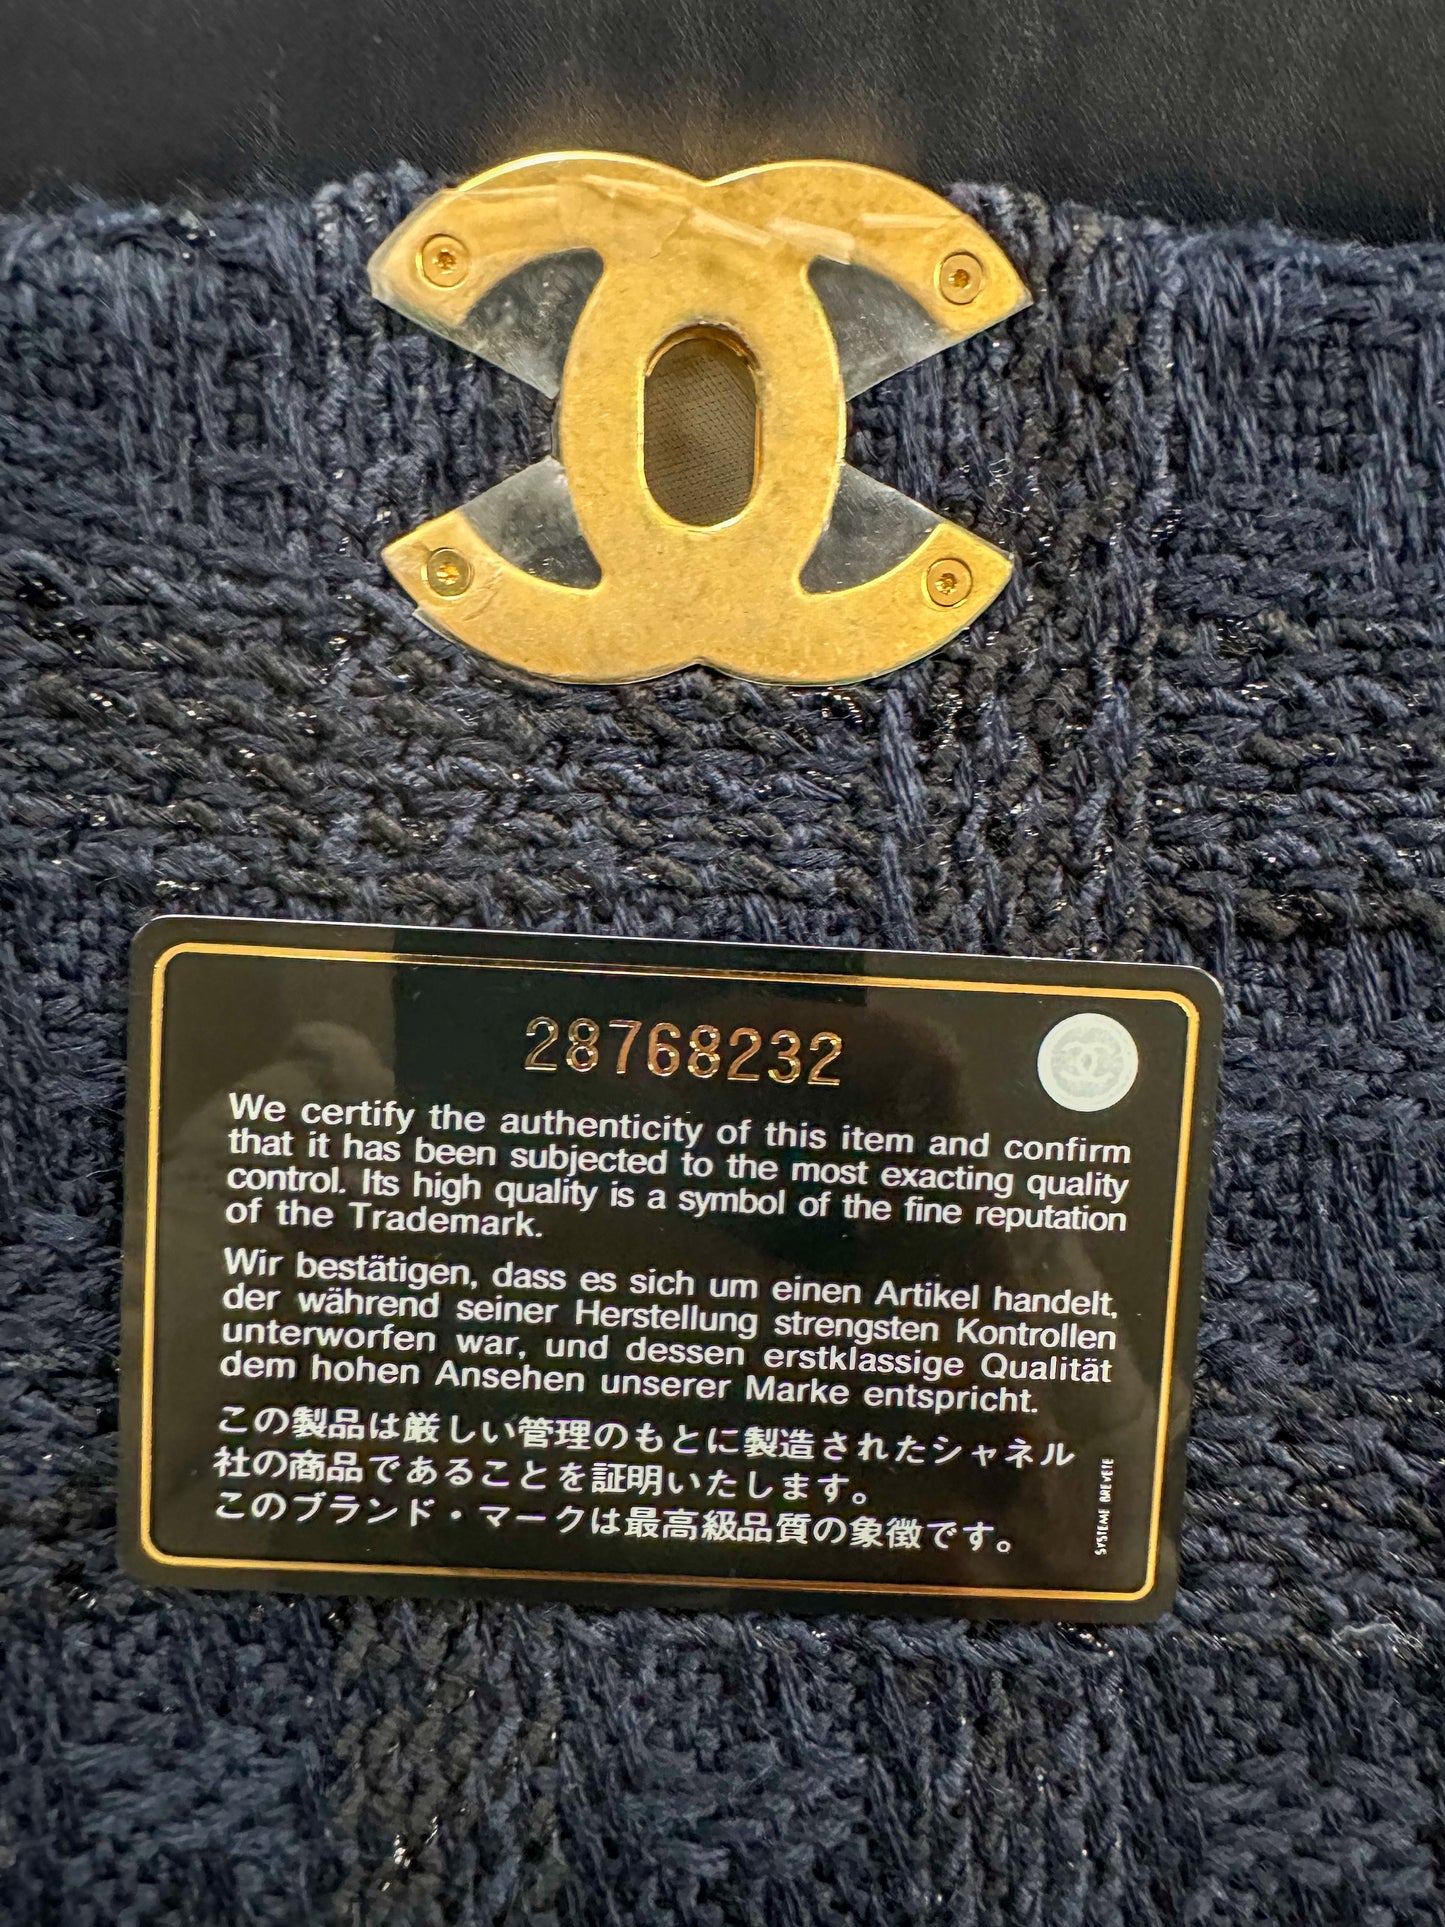 28768232
We certify the authenticity of this item and confirm
that it has been subjected to the most exacting quality
control. Its high quality is a symbol of the fine reputation
of the Trademark.
Wir bestätigen, dass es sich um einen Artikel handelt,
der während seiner Herstellung strengsten Kontrollen
unterworfen war, und dessen erstklassige Qualität
dem hohen Ansehen unserer Marke entspricht.
この製品は厳しい管理のもとに製造されたシャネル
社の商品であることを証明いたします。
このブランド・マークは最高級品質の象徴です。
SYSTEME BREVETE